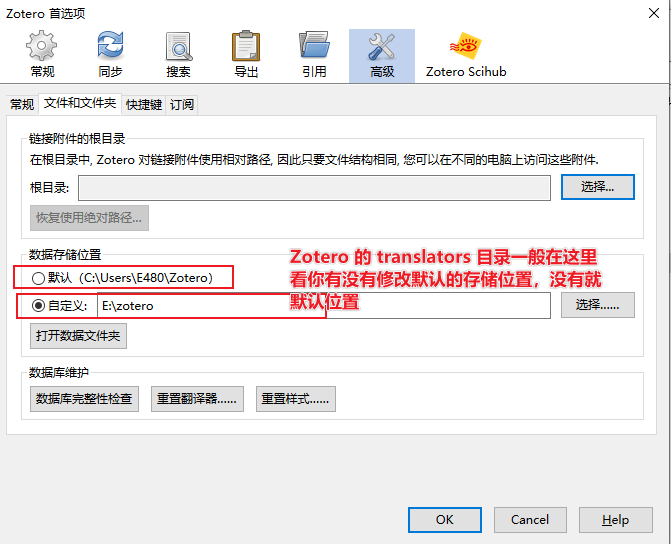 Zotero 首选项
常规
同步
搜索
导出
引用
高级
Zotero Scihub
常规
文件和文件夹
快捷键
订阅
链接附件的根目录
在根目录中, Zotero 对链接附件使用相对路径, 因此只要文件结构相同, 您可以在不同的电脑上访问这些附件.
根目录:
选择...
恢复使用绝对路径...
数据存储位置
Zotero 的 translators 目录一般在这里
看你有没有修改默认的存储位置，没有就
默认位置
默认（C:\Users\E480\Zotero）
自定义:
E:\zotero
选择......
打开数据文件夹
数据库维护
数据库完整性检查
重置翻译器......
重置样式......
OK
Cancel
Help